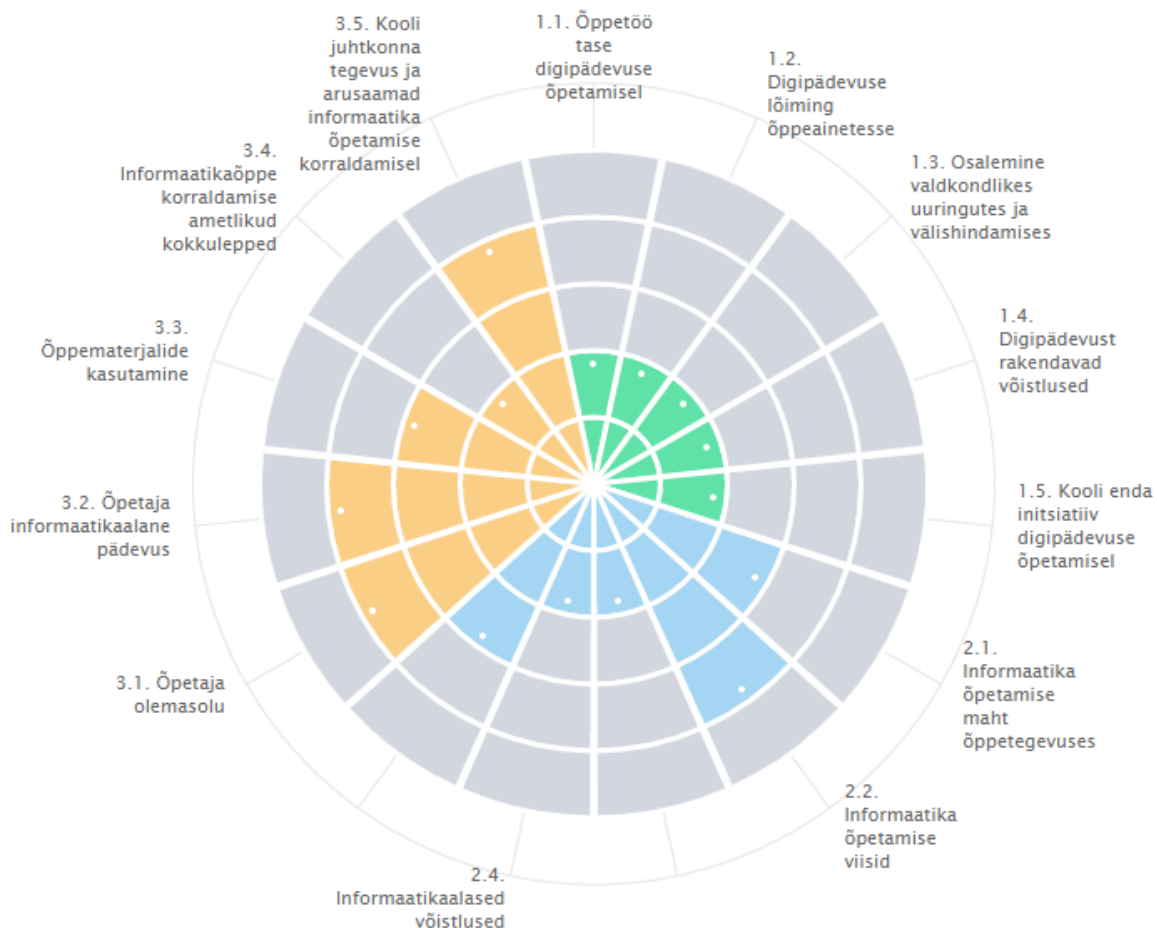 1.1. Õppetöö
tase
digipädevuse
õpetamisel
1.2.
Digipädevuse
lõiming
õppeainetesse
1.3. Osalemine
valdkondlikes
uuringutes ja
välishindamises
1.4.
Digipädevust
rakendavad
võistlused
1.5. Kooli enda
initsiatiiv
digipädevuse
õpetamisel
2.1.
Informaatika
õpetamise
maht
õppetegevuses
2.2.
Informaatika
õpetamise
viisid
2.4.
Informaatikaalased
võistlused
3.1. Õpetaja
olemasolu
3.2. Õpetaja
informaatikaalane
pädevus
3.3.
Õppematerjalide
kasutamine
3.4.
Informaatikaõppe
korraldamise
ametlikud
kokkulepped
3.5. Kooli
juhtkonna
tegevus ja
arusaamad
informaatika
õpetamise
korraldamisel